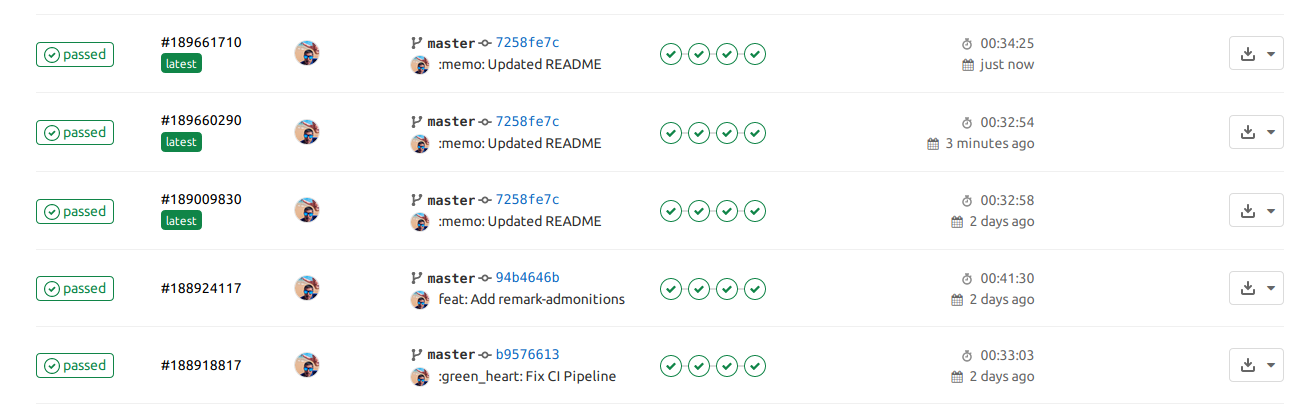 passed
#189661710
latest
master 7258fe7c
:memo: Updated README
00:34:25
just now
passed
#189660290
latest
master 7258fe7c
:memo: Updated README
00:32:54
3 minutes ago
passed
#189009830
latest
master 7258fe7c
:memo: Updated README
00:32:58
2 days ago
passed
#188924117
master 94b4646b
feat: Add remark-admonitions
00:41:30
2 days ago
passed
#188918817
master b9576613
:green_heart: Fix CI Pipeline
00:33:03
2 days ago